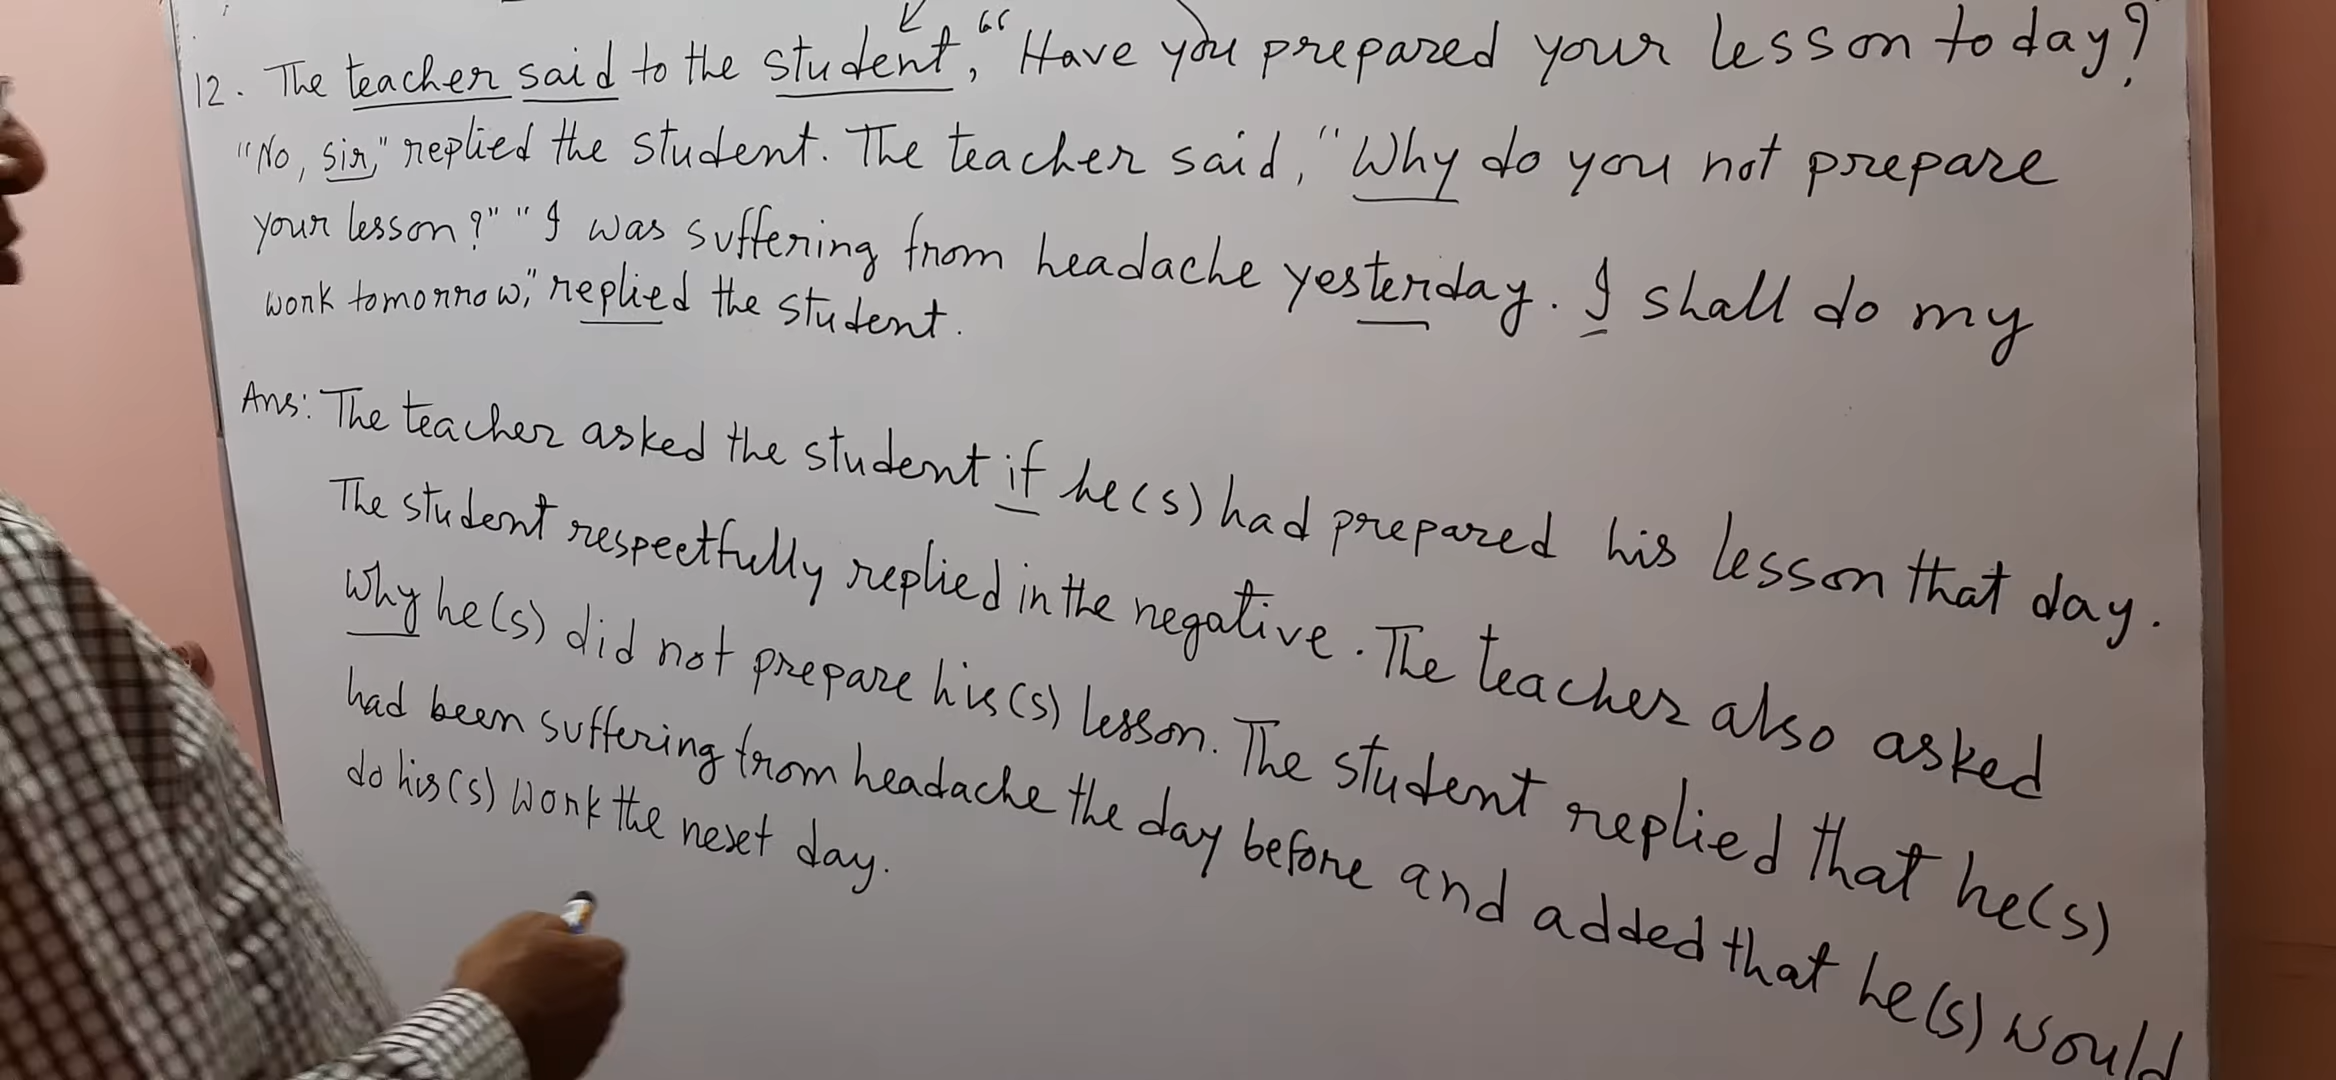 12. The teacher said to the student, “Have you prepared your lesson today?
"No, sir," replied the student. The teacher said, "Why do you not prepare
your lesson?" "I was suffering from headache yesterday. I shall do my
work tomorrow," replied the student.
Ans: The teacher asked the student if he(s) had prepared his lesson that day.
The student respectfully replied in the negative. The teacher also asked
why he(s) did not prepare his(s) lesson. The student replied that he(s)
had been suffering from headache the day before and added that he(s) would
do his(s) work the next day.